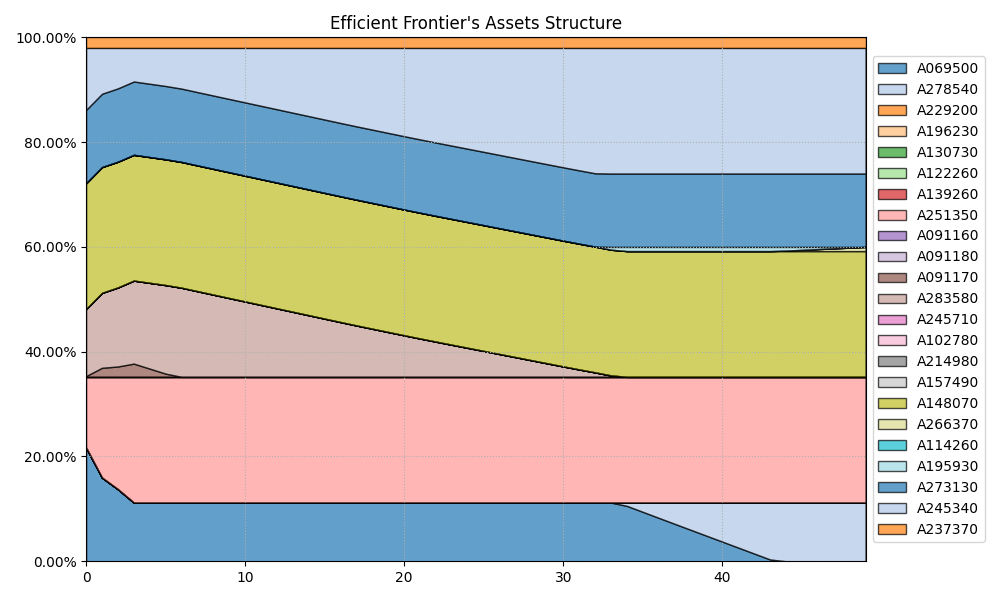 Efficient Frontier's Assets Structure
100.00%
80.00%
60.00%
40.00%
20.00%
0.00%
0
10
20
30
40
A069500
A278540
A229200
A196230
A130730
A122260
A139260
A251350
A091160
A091180
A091170
A283580
A245710
A102780
A214980
A157490
A148070
A266370
A114260
A195930
A273130
A245340
A237370